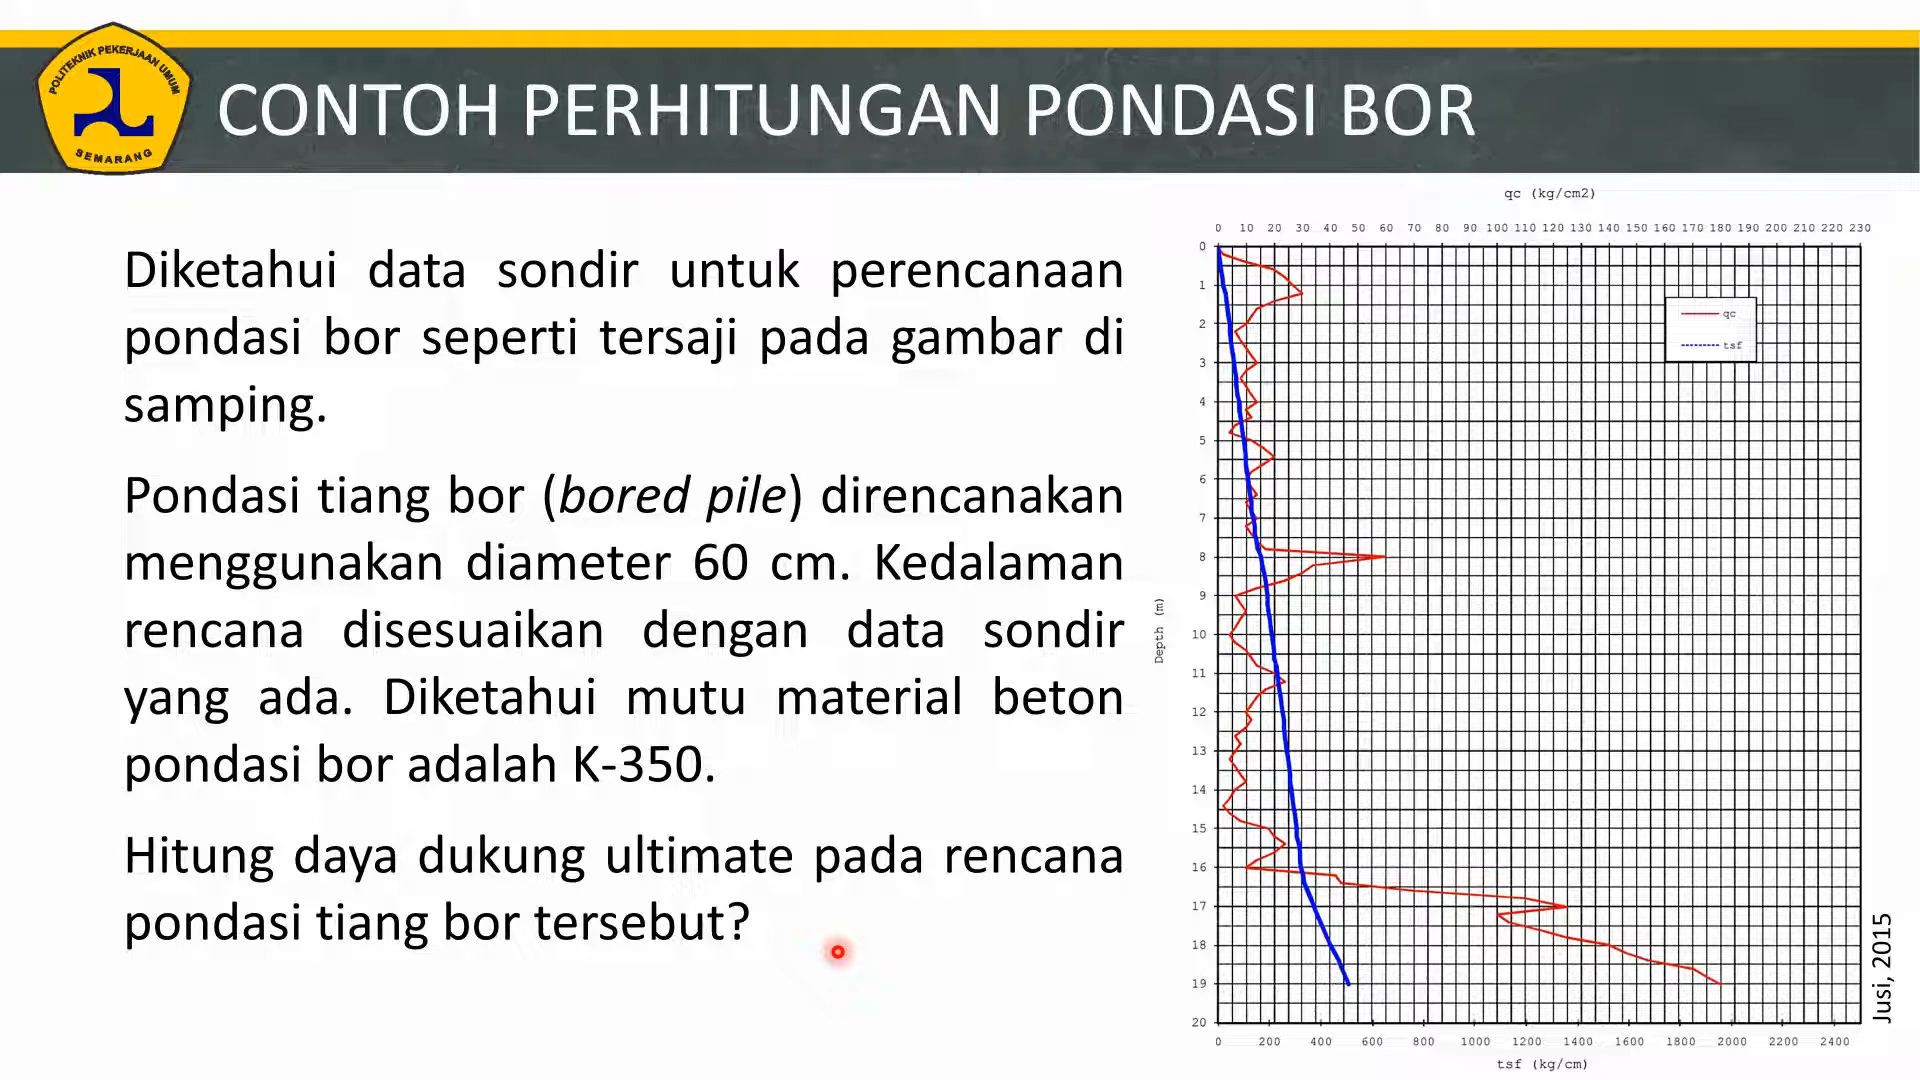 POLITEKNIK PEKERJAAN UMUM
SEMARANG
CONTOH PERHITUNGAN PONDASI BOR
Diketahui data sondir untuk perencanaan
pondasi bor seperti tersaji pada gambar di
samping.
Pondasi tiang bor (bored pile) direncanakan
menggunakan diameter 60 cm. Kedalaman
rencana disesuaikan dengan data sondir
yang ada. Diketahui mutu material beton
pondasi bor adalah K-350.
Hitung daya dukung ultimate pada rencana
pondasi tiang bor tersebut?
qc (kg/cm2)
0 10 20 30 40 50 60 70 80 90 100 110 120 130 140 150 160 170 180 190 200 210 220 230
0
1
2
3
4
5
6
7
8
9
10
11
12
13
14
15
16
17
18
19
20
Depth (m)
qc
tsf
0 200 400 600 800 1000 1200 1400 1600 1800 2000 2200 2400
tsf (kg/cm)
Jusi, 2015